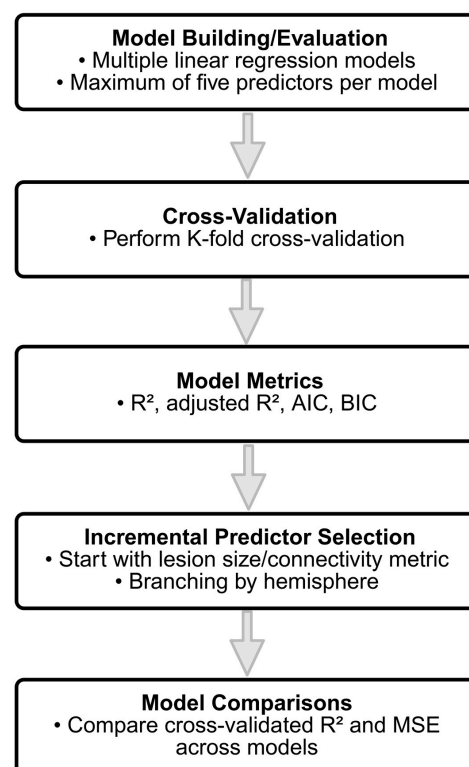 Model Building/Evaluation
• Multiple linear regression models
• Maximum of five predictors per model
Cross-Validation
• Perform K-fold cross-validation
Model Metrics
• R², adjusted R², AIC, BIC
Incremental Predictor Selection
• Start with lesion size/connectivity metric
• Branching by hemisphere
Model Comparisons
• Compare cross-validated R² and MSE
across models